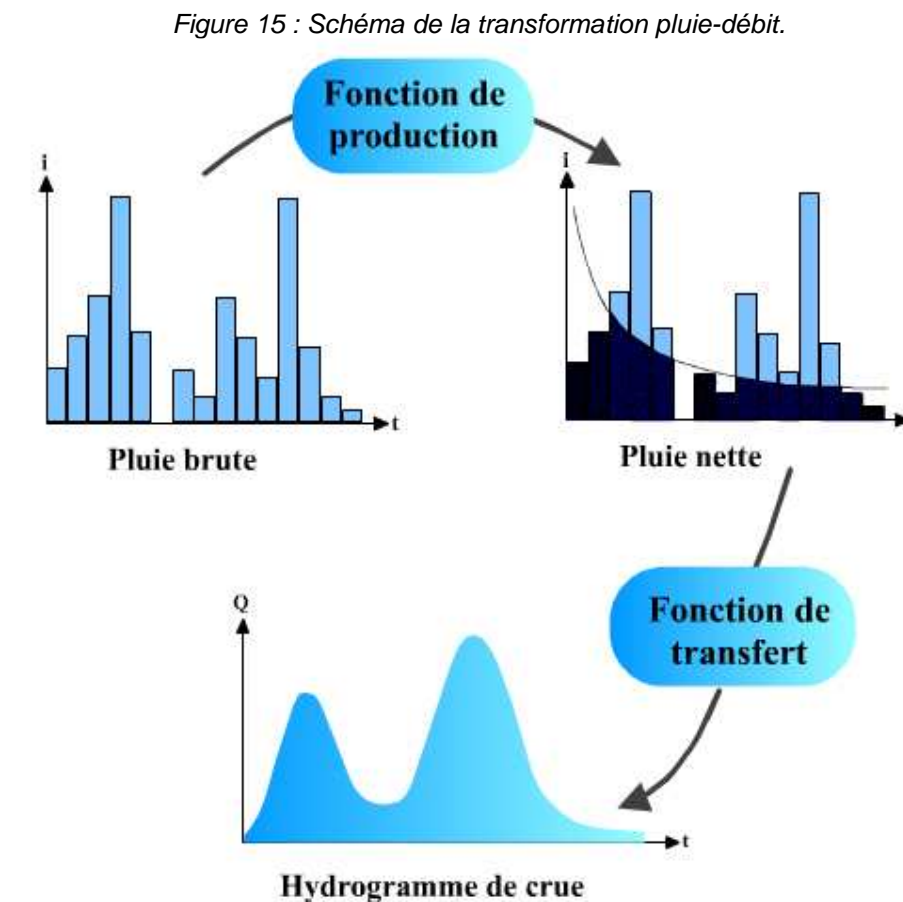 Figure 15 : Schéma de la transformation pluie-débit.
Fonction de
production
i
t
Pluie brute
i
Pluie nette
Fonction de
transfert
Q
t
Hydrogramme de crue